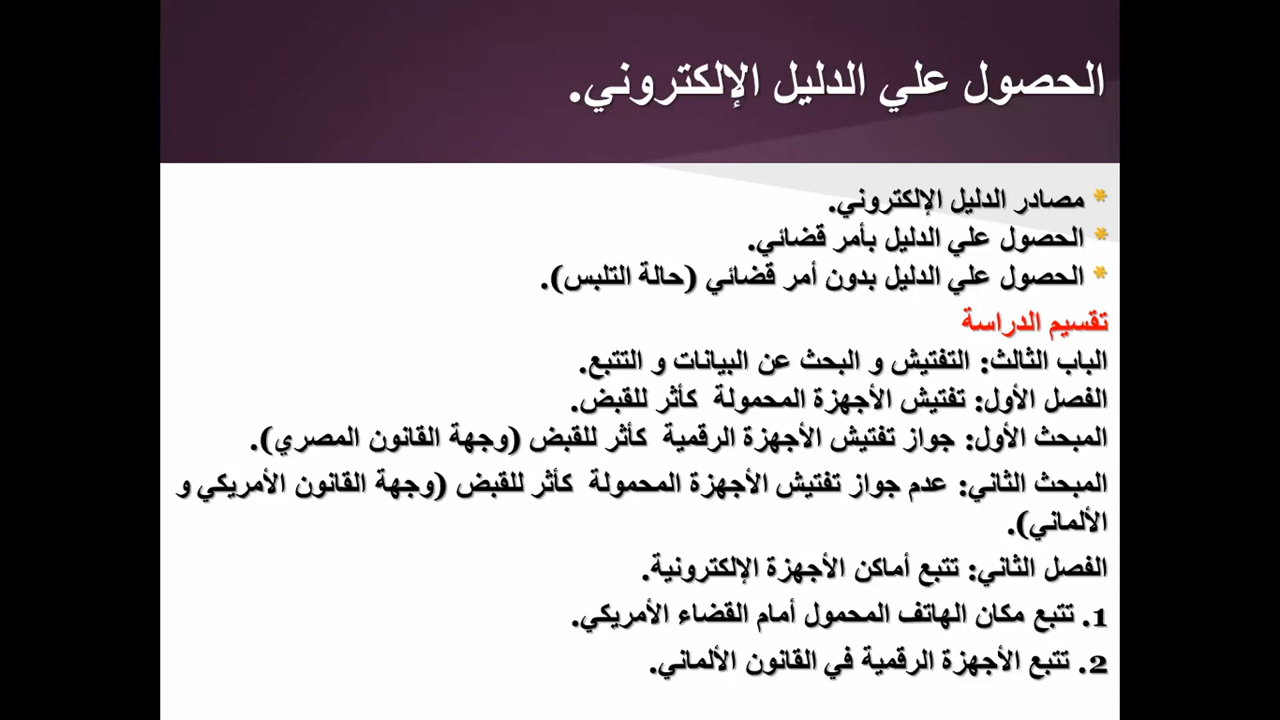 الحصول علي الدليل الإلكتروني.
* مصادر الدليل الإلكتروني.
* الحصول علي الدليل بأمر قضائي.
* الحصول علي الدليل بدون أمر قضائي (حالة التلبس).
تقسيم الدراسة
الباب الثالث: التفتيش و البحث عن البيانات و التتبع.
الفصل الأول: تفتيش الأجهزة المحمولة كأثر للقبض.
المبحث الأول: جواز تفتيش الأجهزة الرقمية كأثر للقبض (وجهة القانون المصري).
المبحث الثاني: عدم جواز تفتيش الأجهزة المحمولة كأثر للقبض (وجهة القانون الأمريكي و
الألماني).
الفصل الثاني: تتبع أماكن الأجهزة الإلكترونية.
1. تتبع مكان الهاتف المحمول أمام القضاء الأمريكي.
2. تتبع الأجهزة الرقمية في القانون الألماني.